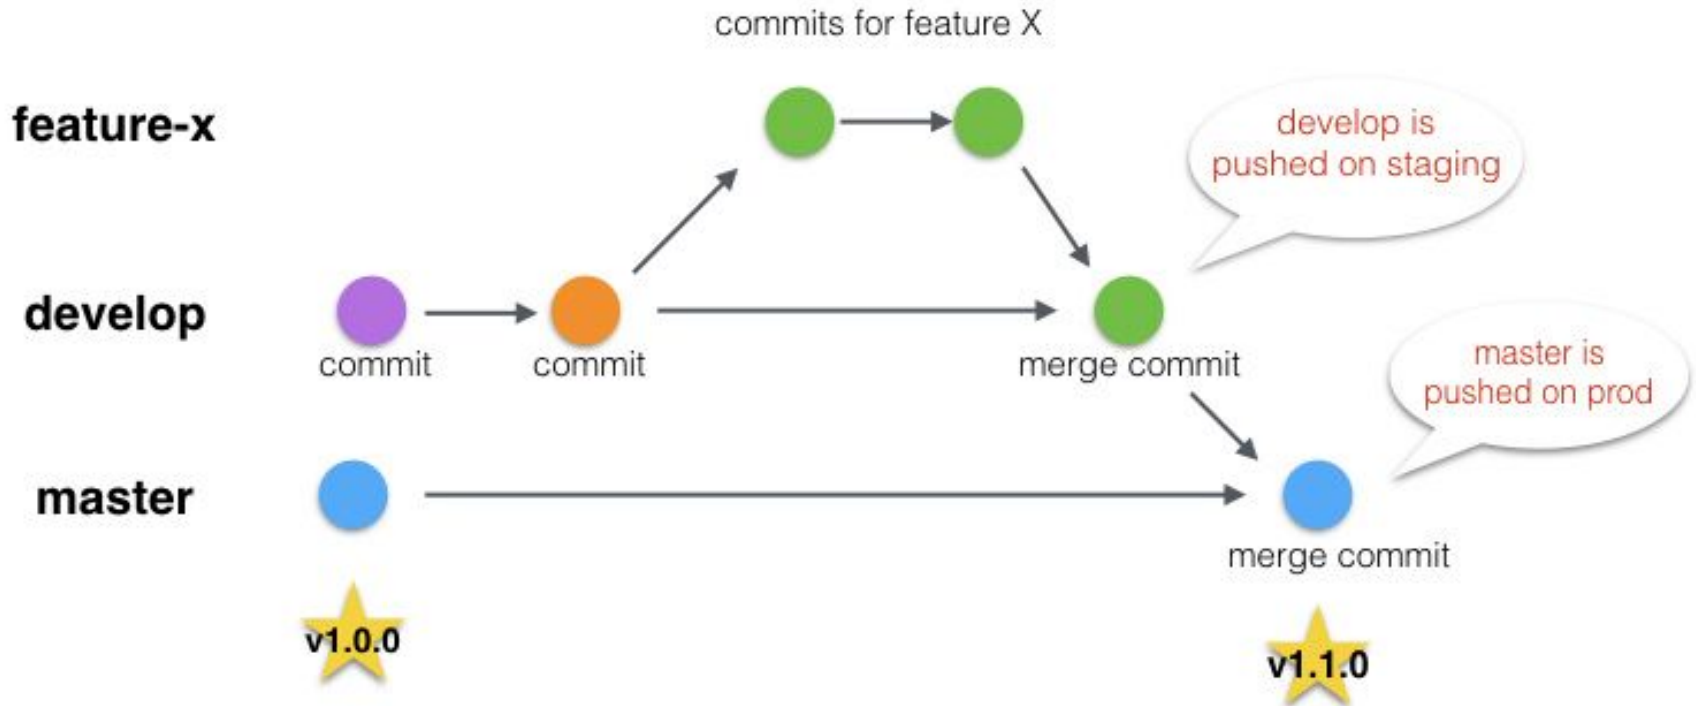 commits for feature X
feature-x
develop is
pushed on staging
develop
commit
commit
merge commit
master is
pushed on prod
master
merge commit
v1.0.0
v1.1.0